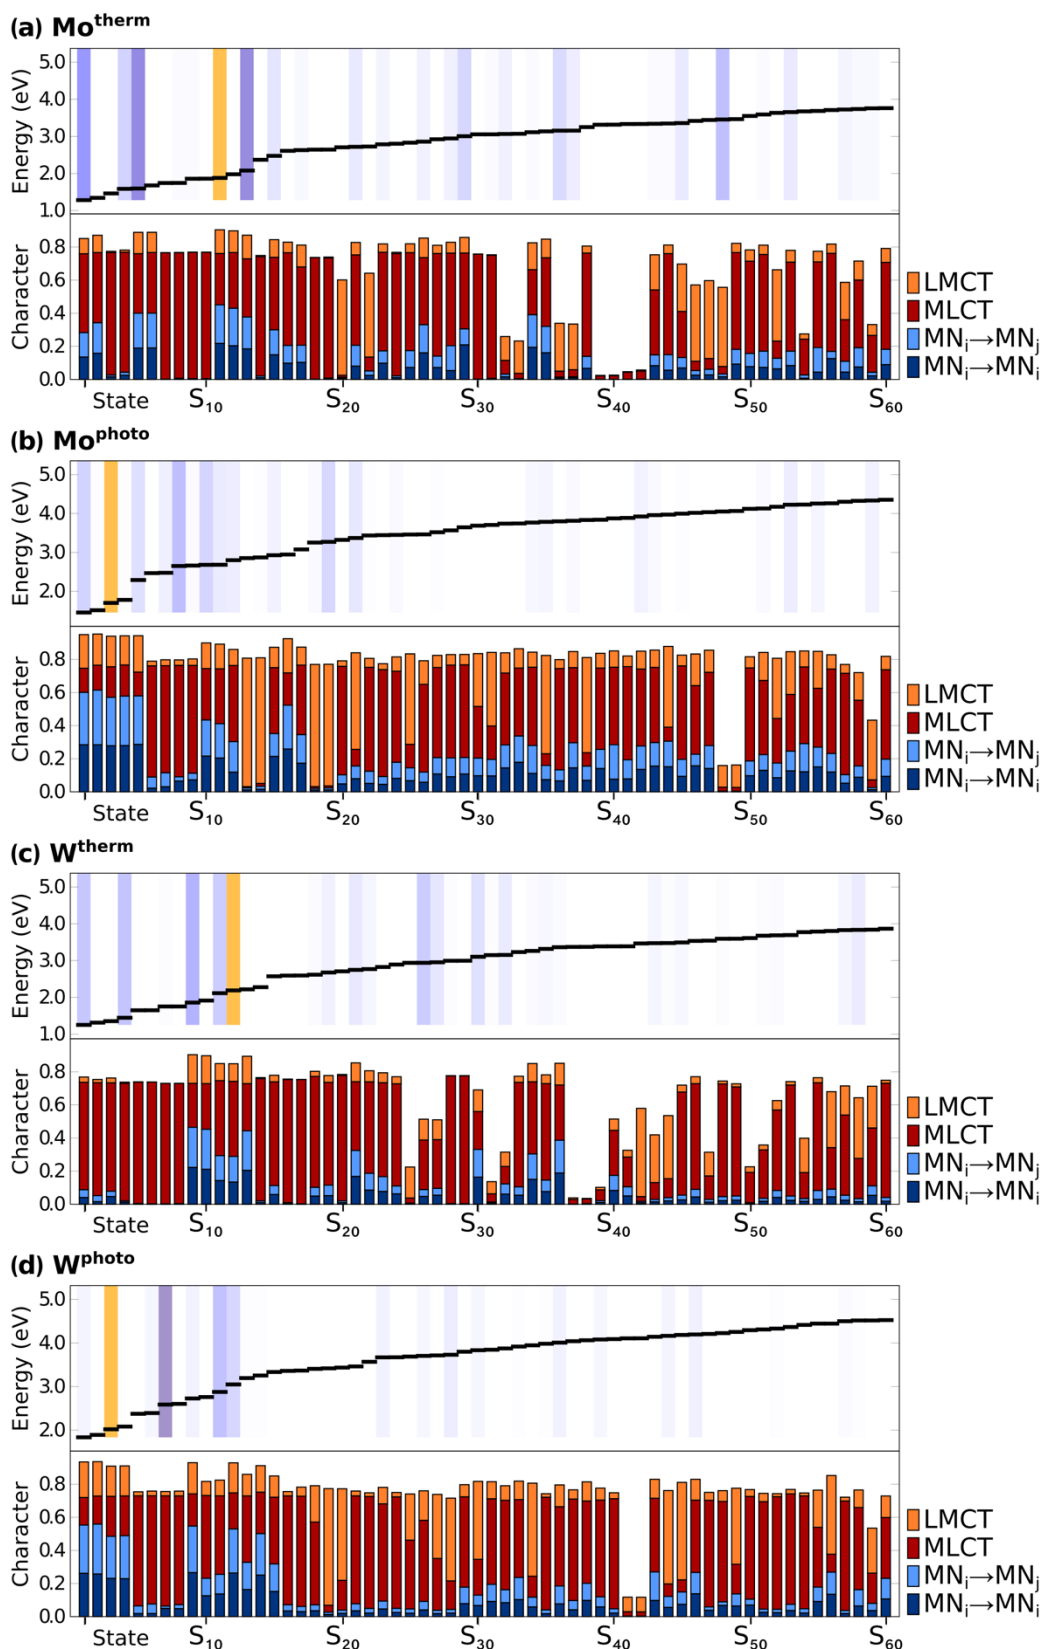 (a) Mo^therm
5.0
4.0
3.0
2.0
1.0
Energy (eV)
0.8
0.6
0.4
0.2
0.0
Character
LMCT
MLCT
MNᵢ→MNⱼ
MNᵢ→MNᵢ
State S₁₀ S₂₀ S₃₀ S₄₀ S₅₀ S₆₀
(b) Mo^photo
5.0
4.0
3.0
2.0
Energy (eV)
0.8
0.6
0.4
0.2
0.0
Character
LMCT
MLCT
MNᵢ→MNⱼ
MNᵢ→MNᵢ
State S₁₀ S₂₀ S₃₀ S₄₀ S₅₀ S₆₀
(c) W^therm
5.0
4.0
3.0
2.0
1.0
Energy (eV)
0.8
0.6
0.4
0.2
0.0
Character
LMCT
MLCT
MNᵢ→MNⱼ
MNᵢ→MNᵢ
State S₁₀ S₂₀ S₃₀ S₄₀ S₅₀ S₆₀
(d) W^photo
5.0
4.0
3.0
2.0
Energy (eV)
0.8
0.6
0.4
0.2
0.0
Character
LMCT
MLCT
MNᵢ→MNⱼ
MNᵢ→MNᵢ
State S₁₀ S₂₀ S₃₀ S₄₀ S₅₀ S₆₀